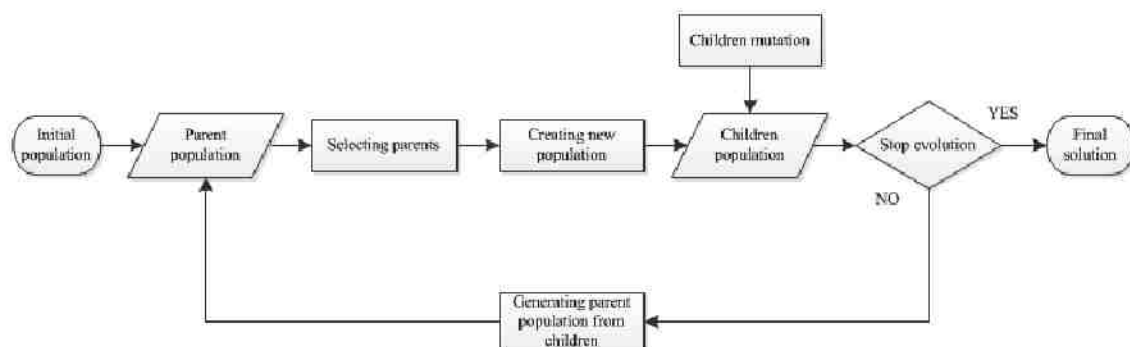 Children mutation
Initial
population
Parent
population
Selecting parents
Creating new
population
Children
population
Stop evolution
YES
Final
solution
NO
Generating parent
population from
children